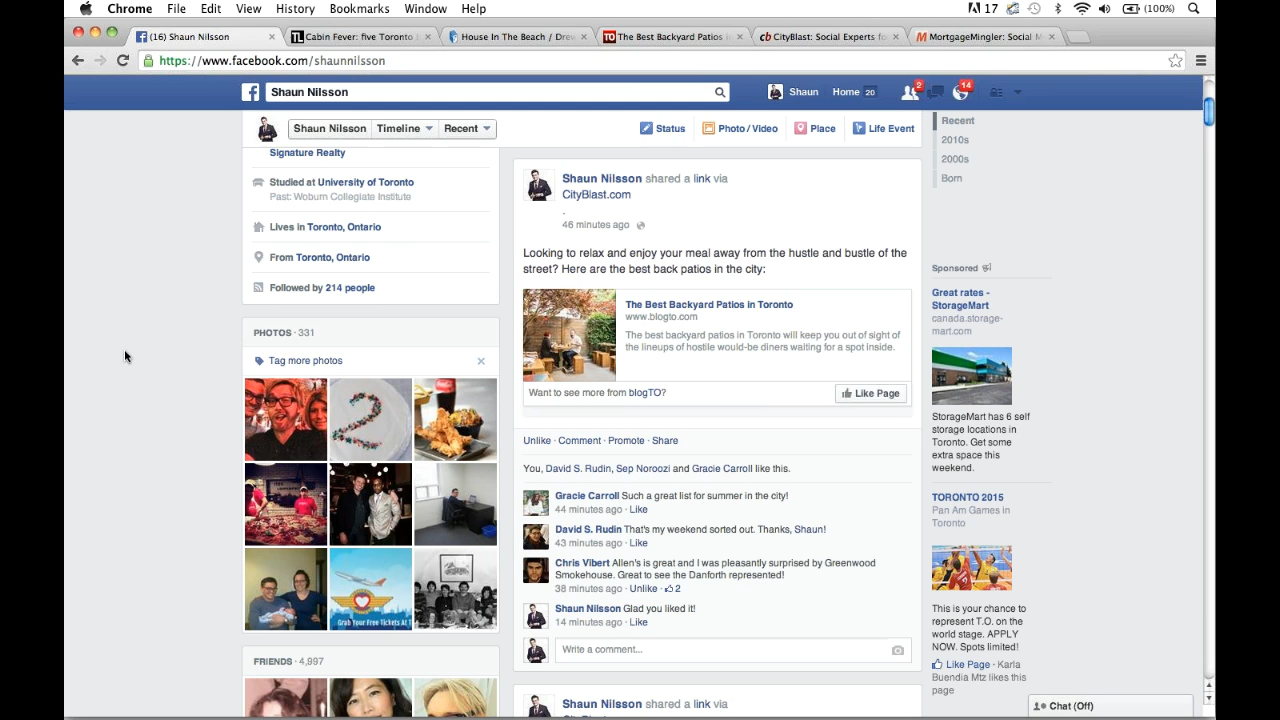 Chrome File Edit View History Bookmarks Window Help 17 (100%)
(16) Shaun Nilsson
Cabin Fever: five Toronto
House In The Beach / Drev
The Best Backyard Patios
CityBlast: Social Experts fo
MortgageMingler: Social M
https://www.facebook.com/shaunnilsson
Shaun Nilsson
Shaun Home 20 2 14
Shaun Nilsson Timeline Recent
Status Photo / Video Place Life Event
Signature Realty
Studied at University of Toronto
Past: Woburn Collegiate Institute
Lives in Toronto, Ontario
From Toronto, Ontario
Followed by 214 people
PHOTOS · 331
Tag more photos
2
Grab Your Free Tickets At T
FRIENDS · 4,997
Shaun Nilsson shared a link via
CityBlast.com
.
46 minutes ago
Looking to relax and enjoy your meal away from the hustle and bustle of the
street? Here are the best back patios in the city:
The Best Backyard Patios in Toronto
www.blogto.com
The best backyard patios in Toronto will keep you out of sight of
the lineups of hostile would-be diners waiting for a spot inside.
Want to see more from blogTO?
Like Page
Unlike · Comment · Promote · Share
You, David S. Rudin, Sep Noroozi and Gracie Carroll like this.
Gracie Carroll Such a great list for summer in the city!
44 minutes ago · Like
David S. Rudin That's my weekend sorted out. Thanks, Shaun!
43 minutes ago · Like
Chris Vibert Allen's is great and I was pleasantly surprised by Greenwood
Smokehouse. Great to see the Danforth represented!
38 minutes ago · Unlike · 2
Shaun Nilsson Glad you liked it!
14 minutes ago · Like
Write a comment...
Shaun Nilsson shared a link via
Recent
2010s
2000s
Born
Sponsored
Great rates -
StorageMart
canada.storage-
mart.com
StorageMart has 6 self
storage locations in
Toronto. Get some
extra space this
weekend.
TORONTO 2015
Pan Am Games in
Toronto
This is your chance to
represent T.O. on the
world stage. APPLY
NOW. Spots limited!
Like Page · Karla
Buendia Mtz likes this
page
Chat (Off)